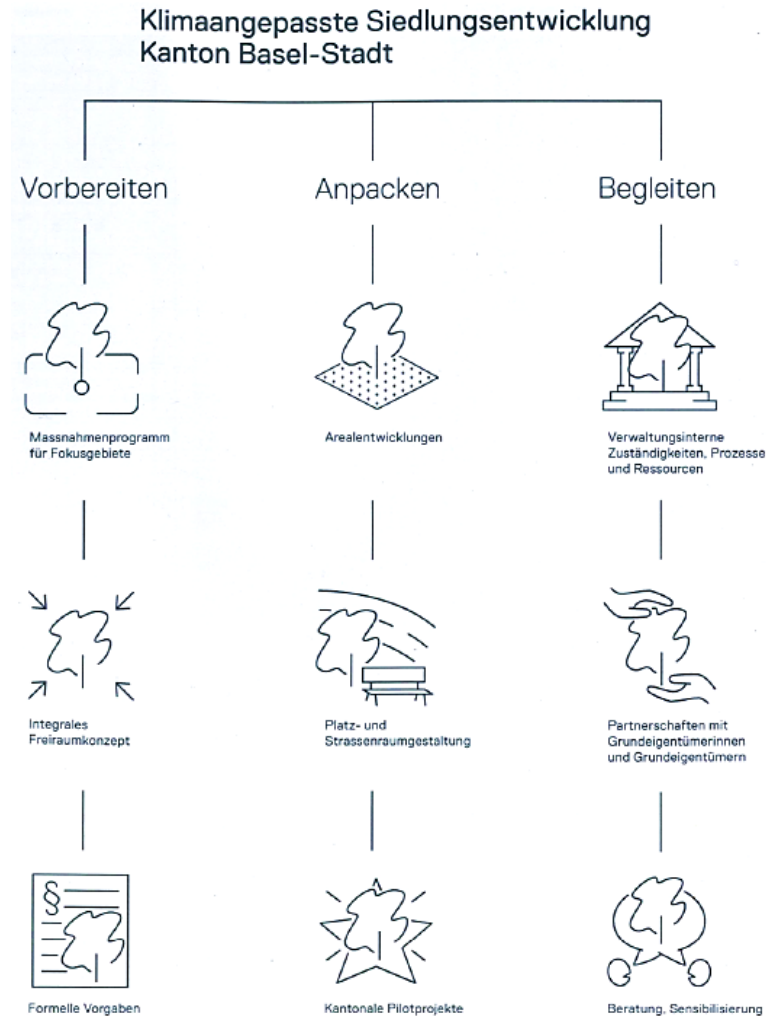 Klimaangepasste Siedlungsentwicklung
Kanton Basel-Stadt
Vorbereiten
Anpacken
Begleiten
Massnahmenprogramm
für Fokusgebiete
Arealentwicklungen
Verwaltungsinterne
Zuständigkeiten, Prozesse
und Ressourcen
Integrales
Freiraumkonzept
Platz- und
Strassenraumgestaltung
Partnerschaften mit
Grundeigentümerinnen
und Grundeigentümern
§
§
Formelle Vorgaben
Kantonale Pilotprojekte
Beratung, Sensibilisierung